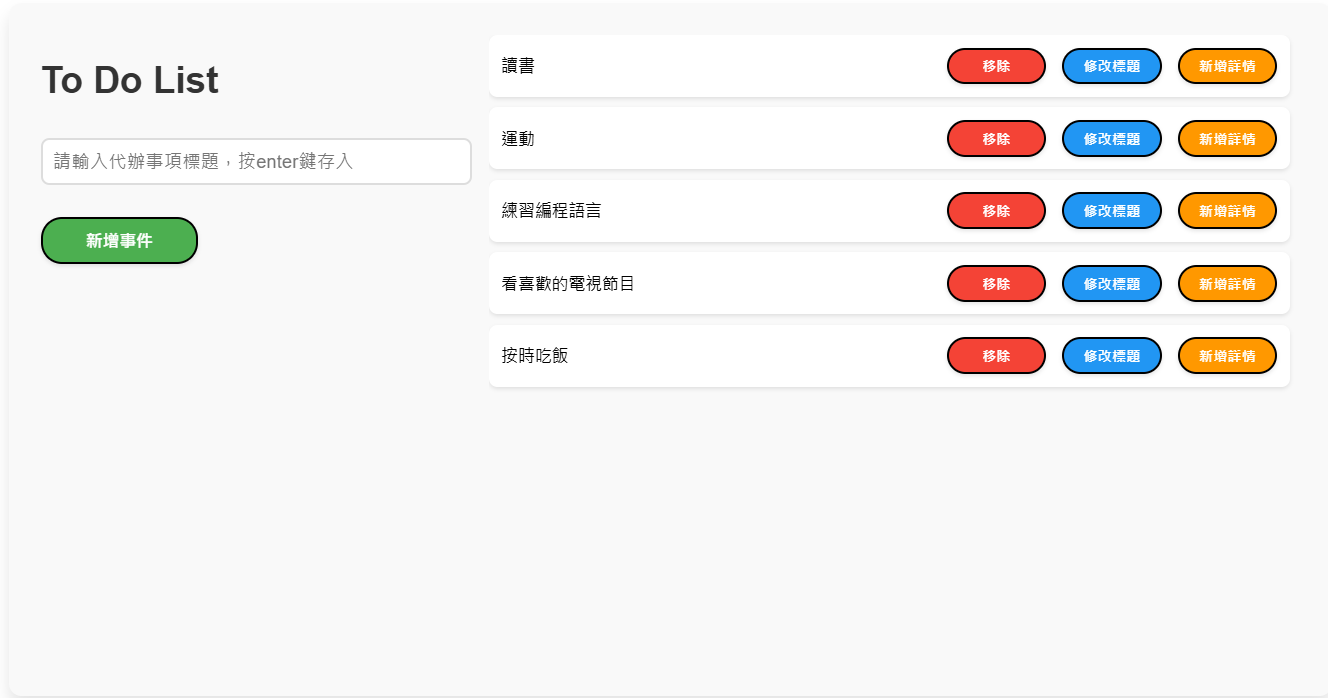 To Do List
請輸入代辦事項標題，按enter鍵存入
新增事件
讀書 移除 修改標題 新增詳情
運動 移除 修改標題 新增詳情
練習編程語言 移除 修改標題 新增詳情
看喜歡的電視節目 移除 修改標題 新增詳情
按時吃飯 移除 修改標題 新增詳情